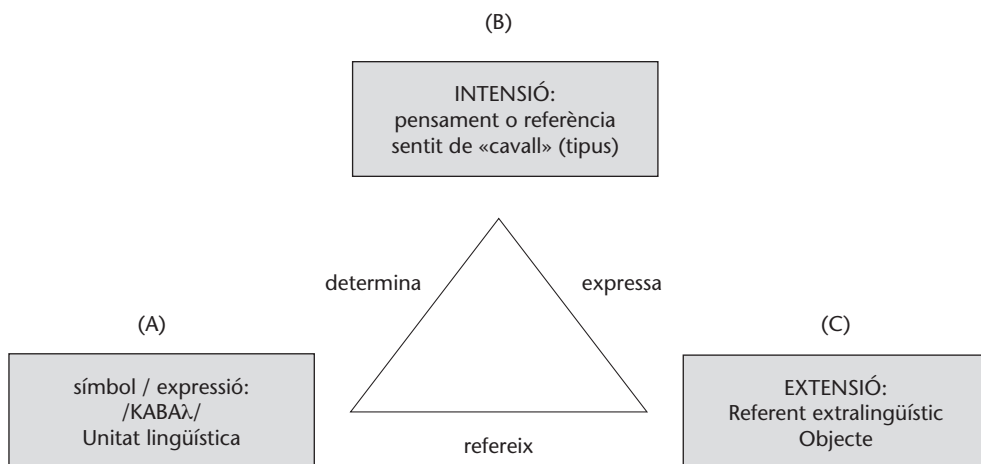 (B)
INTENSIÓ:
pensament o referència
sentit de «cavall» (tipus)
determina
expressa
(A)
símbol / expressió:
/KABAλ/
Unitat lingüística
(C)
EXTENSIÓ:
Referent extralingüístic
Objecte
refereix